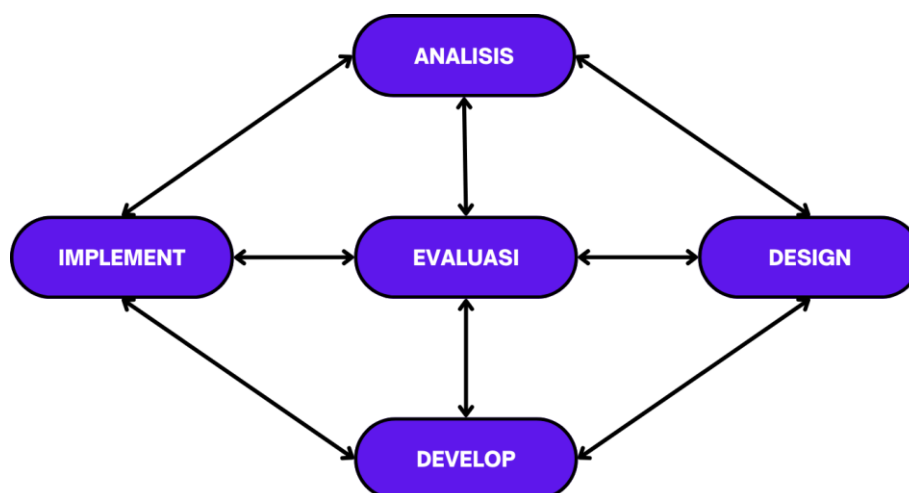 ANALISIS
IMPLEMENT
EVALUASI
DESIGN
DEVELOP